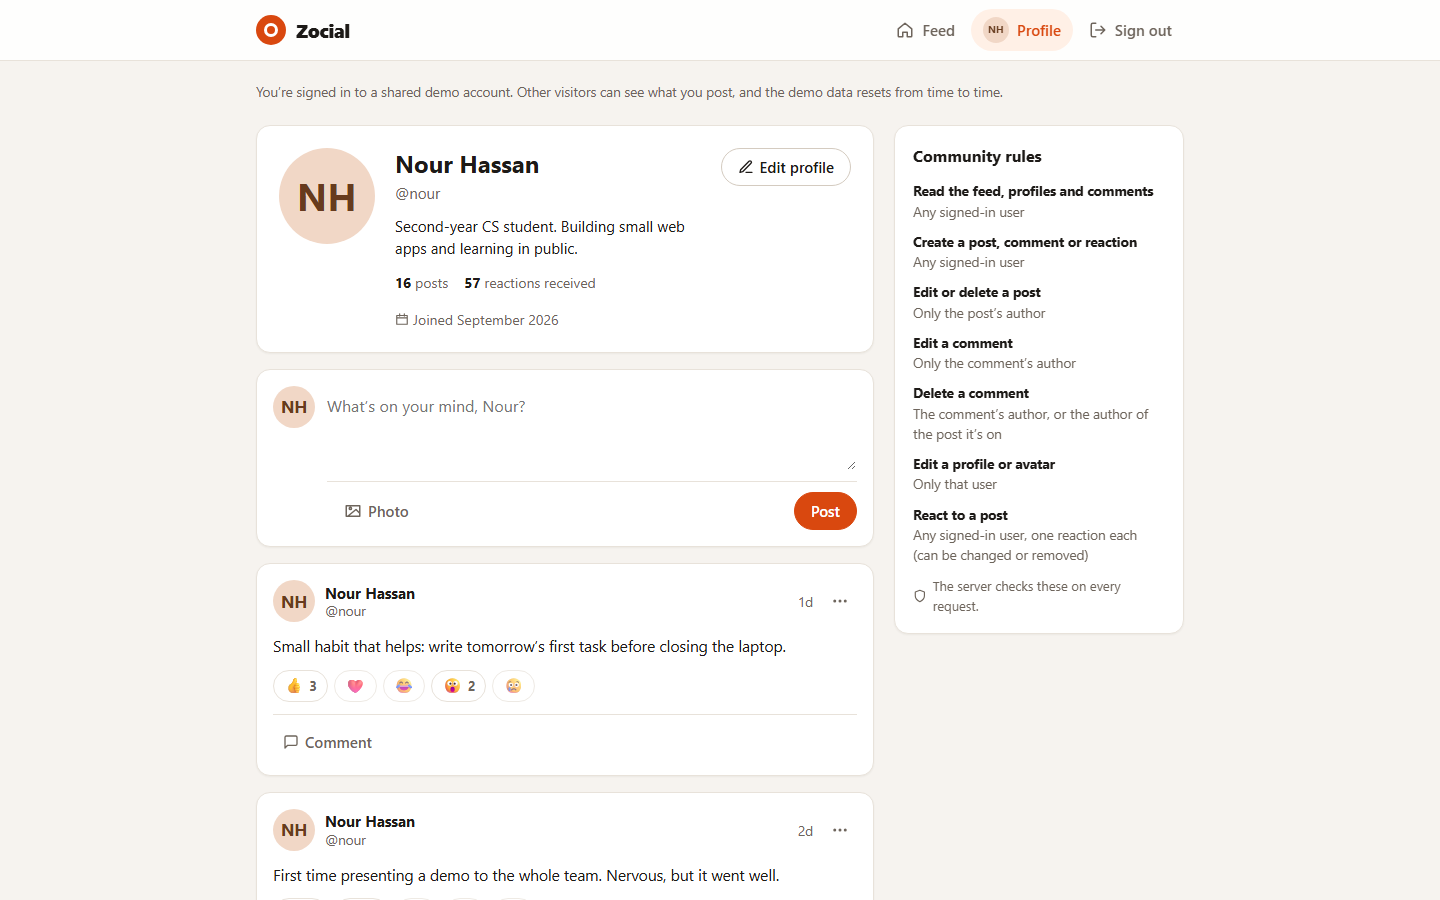 Zocial
Feed
NH
Profile
Sign out
You're signed in to a shared demo account. Other visitors can see what you post, and the demo data resets from time to time.
NH
Nour Hassan
@nour
Edit profile
Second-year CS student. Building small web
apps and learning in public.
16 posts 57 reactions received
Joined September 2026
NH
What's on your mind, Nour?
Photo
Post
NH
Nour Hassan
@nour
1d
Small habit that helps: write tomorrow's first task before closing the laptop.
3
2
Comment
NH
Nour Hassan
@nour
2d
First time presenting a demo to the whole team. Nervous, but it went well.
Community rules
Read the feed, profiles and comments
Any signed-in user
Create a post, comment or reaction
Any signed-in user
Edit or delete a post
Only the post's author
Edit a comment
Only the comment's author
Delete a comment
The comment's author, or the author of
the post it's on
Edit a profile or avatar
Only that user
React to a post
Any signed-in user, one reaction each
(can be changed or removed)
The server checks these on every
request.